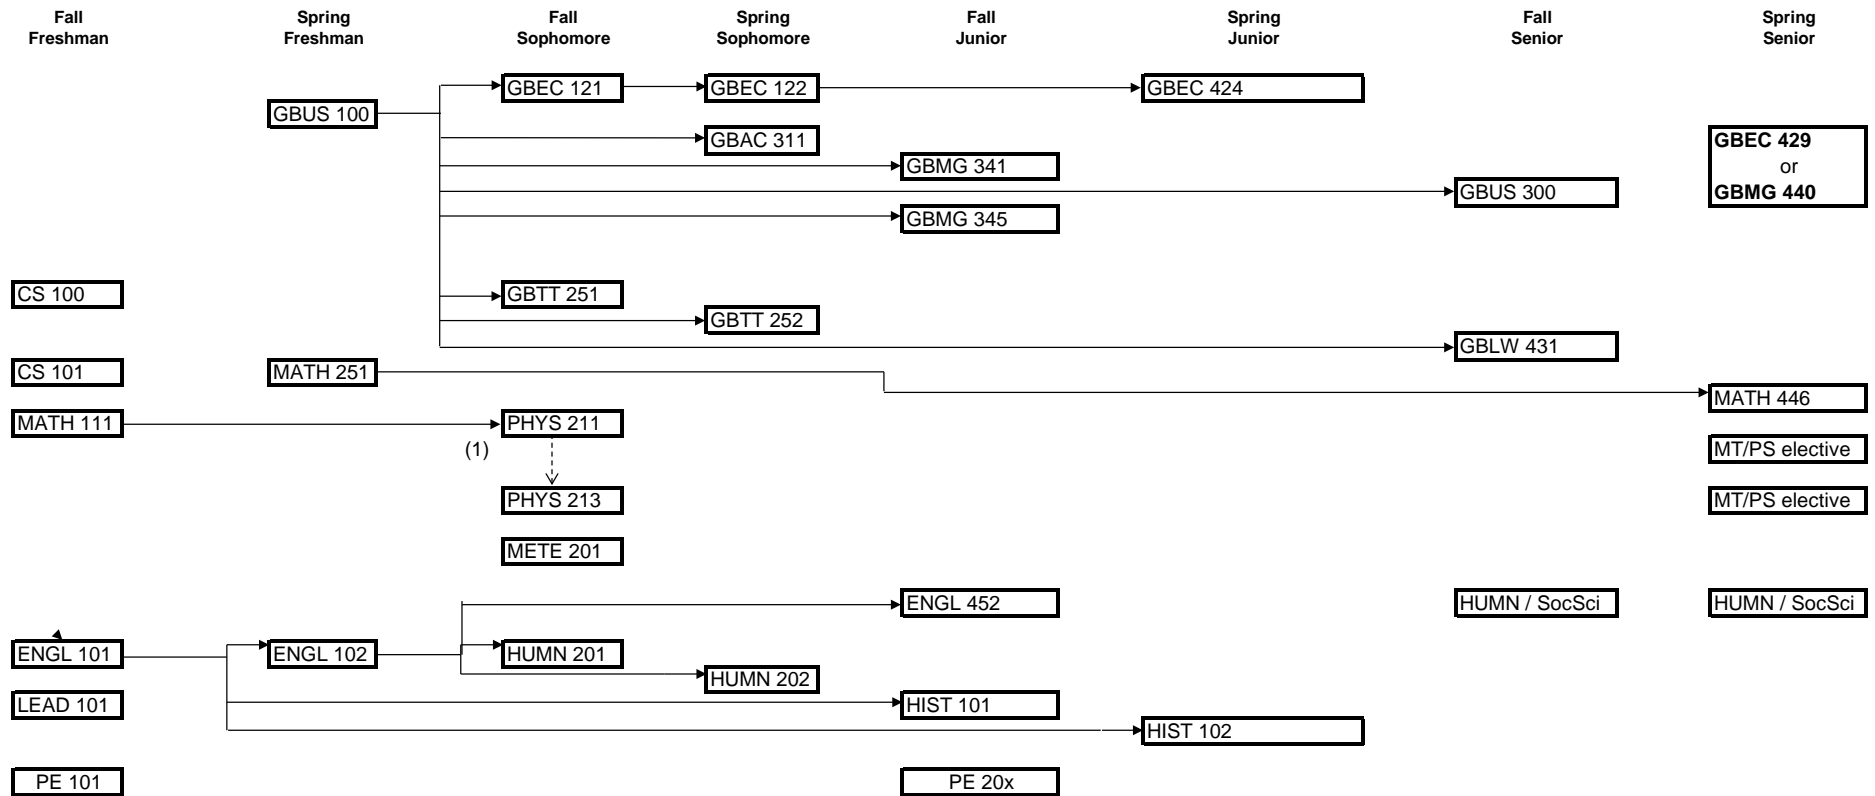 Fall Spring Fall Spring Fall Spring Fall Spring
Freshman Freshman Sophomore Sophomore Junior Junior Senior Senior
GBEC 121 GBEC 122 GBEC 424
GBUS 100
GBAC 311 GBEC 429
GBMG 341 or
GBUS 300 GBMG 440
GBMG 345
CS 100 GBTT 251
GBTT 252
GBLW 431
CS 101 MATH 251
MATH 446
MATH 111 PHYS 211
(1) MT/PS elective
PHYS 213 MT/PS elective
METE 201
ENGL 452 HUMN / SocSci HUMN / SocSci
ENGL 101 ENGL 102 HUMN 201
HUMN 202
LEAD 101 HIST 101
HIST 102
PE 101 PE 20x